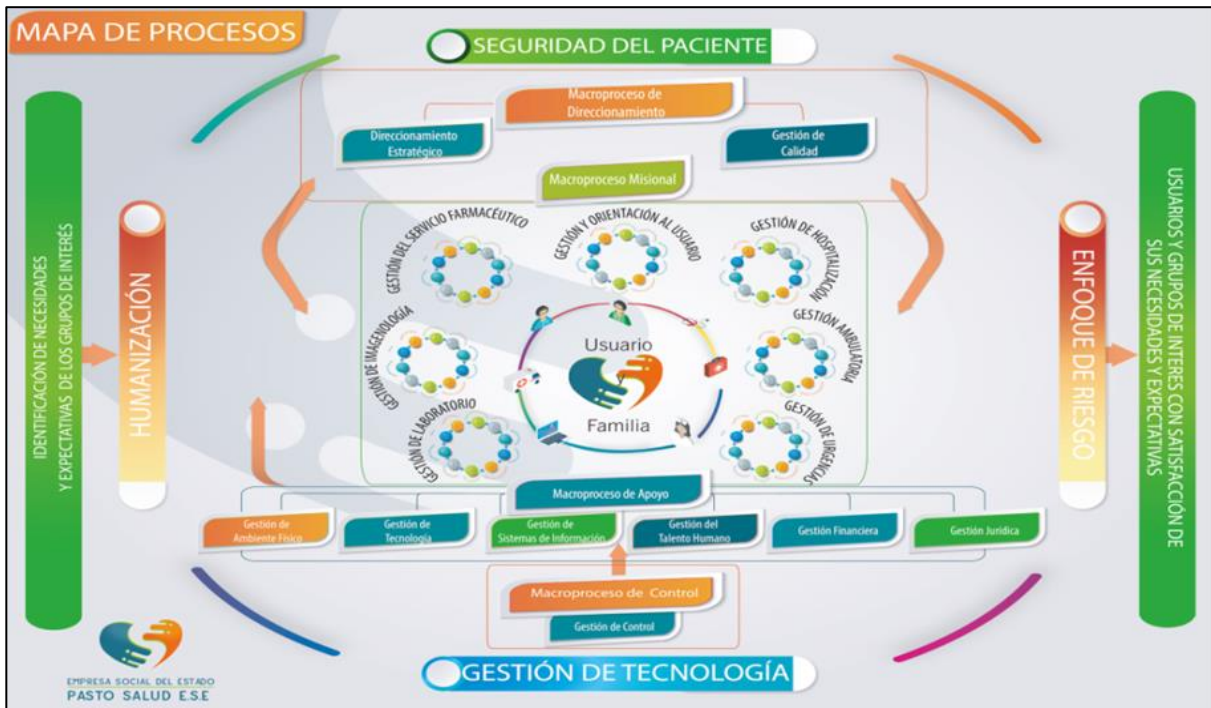 MAPA DE PROCESOS
SEGURIDAD DEL PACIENTE
Macroproceso de
Direccionamiento
Direccionamiento
Estratégico
Gestión de
Calidad
Macroproceso Misional
IDENTIFICACION DE NECESIDADES
Y EXPECTATIVAS DE LOS GRUPOS DE INTERÉS
HUMANIZACIÓN
GESTIÓN DEL SERVICIO FARMACÉUTICO
GESTIÓN Y ORIENTACIÓN AL USUARIO
GESTIÓN DE HOSPITALIZACIÓN
GESTIÓN DE IMAGENOLOGÍA
Usuario
Familia
GESTIÓN AMBULATORIA
GESTIÓN DE LABORATORIO
GESTIÓN DE URGENCIAS
ENFOQUE DE RIESGO
USUARIOS Y GRUPOS DE INTERES CON SATISFACCIÓN DE
SUS NECESIDADES Y EXPECTATIVAS
Macroproceso de Apoyo
Gestión de
Ambiente Físico
Gestión de
Tecnología
Gestión de
Sistemas de Información
Gestión del
Talento Humano
Gestión Financiera
Gestión Jurídica
Macroproceso de Control
Gestión de Control
GESTIÓN DE TECNOLOGÍA
EMPRESA SOCIAL DEL ESTADO
PASTO SALUD E.S.E